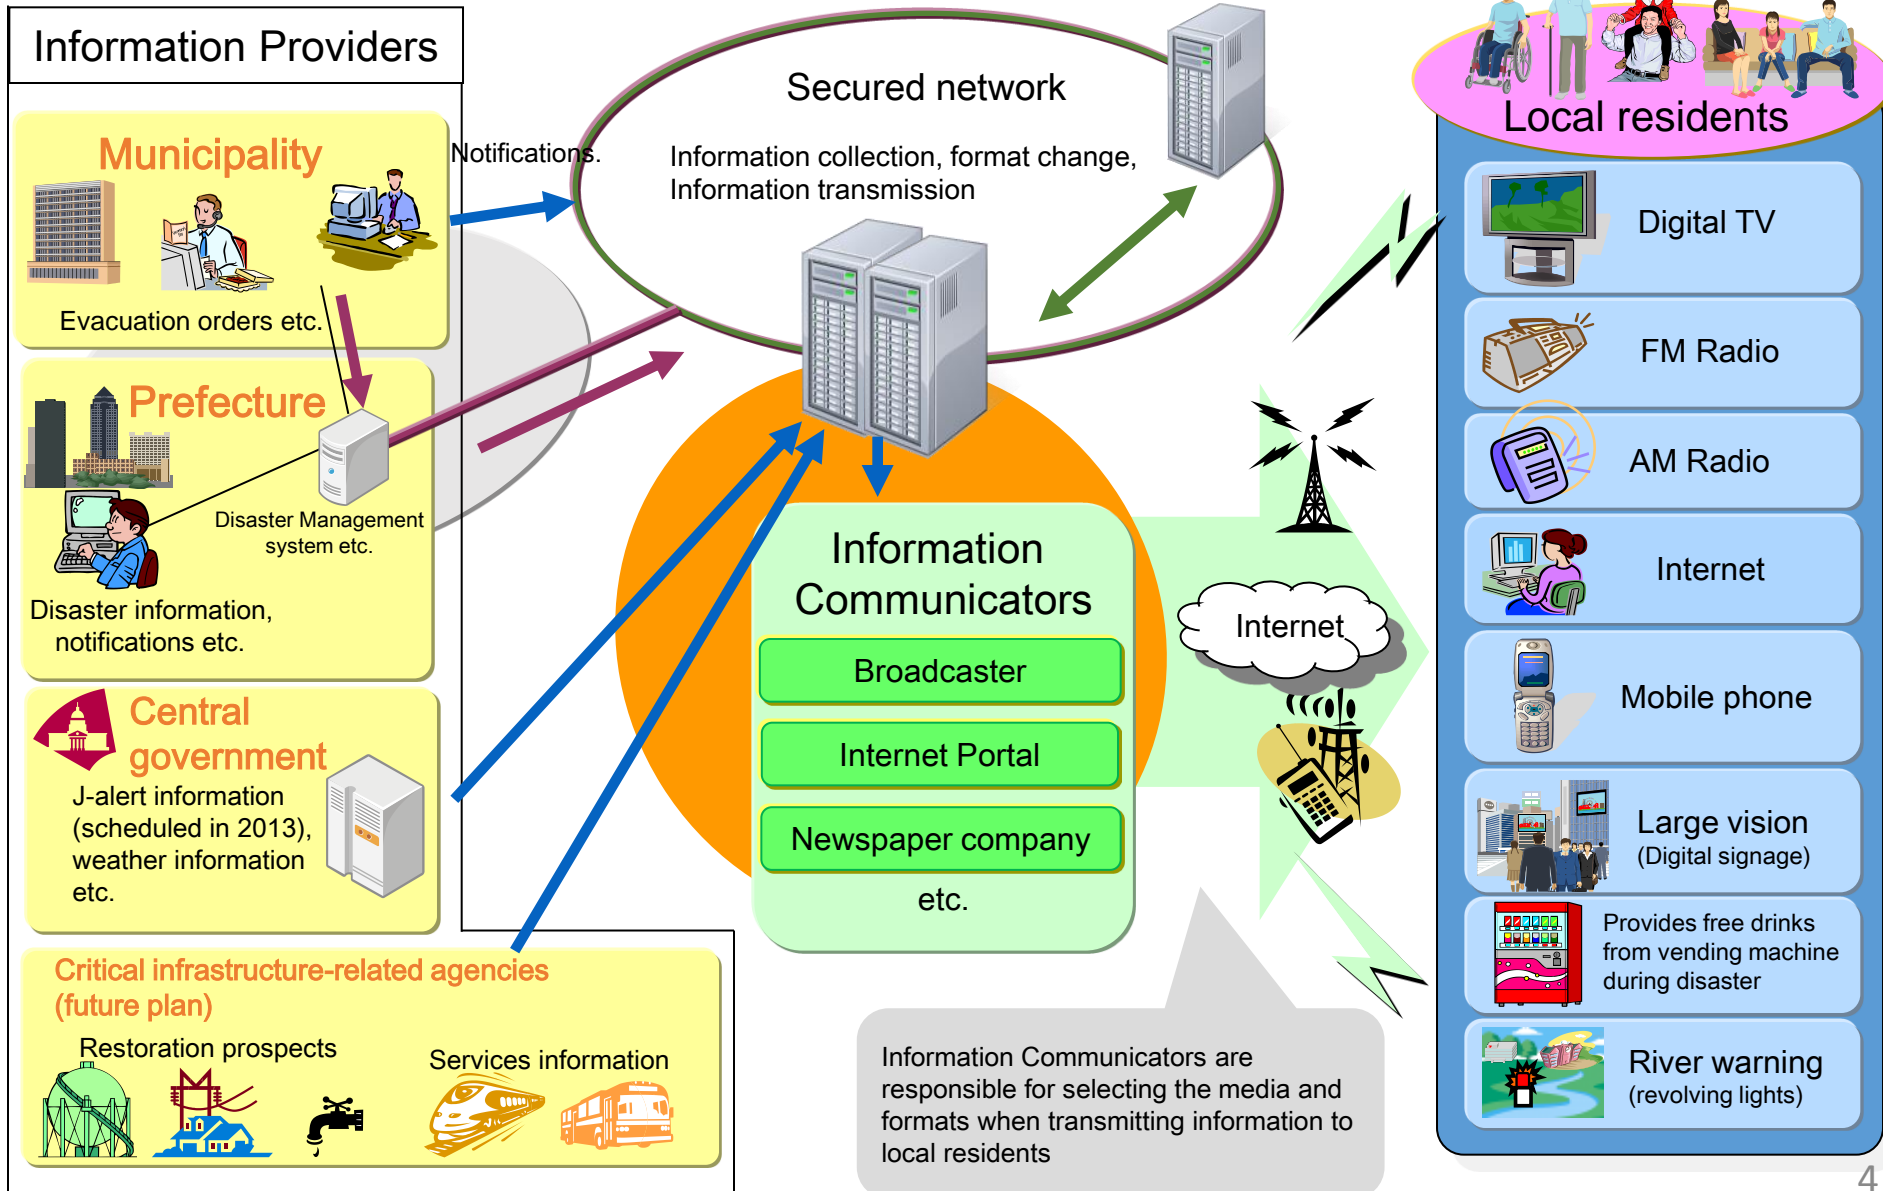 Information Providers
Municipality
Evacuation orders etc.
Notifications.
Prefecture
Disaster Management
system etc.
Disaster information,
notifications etc.
Central
government
J-alert information
(scheduled in 2013),
weather information
etc.
Critical infrastructure-related agencies
(future plan)
Restoration prospects
Services information
Secured network
Information collection, format change,
Information transmission
Information
Communicators
Broadcaster
Internet Portal
Newspaper company
etc.
Internet
Information Communicators are
responsible for selecting the media and
formats when transmitting information to
local residents
Local residents
Digital TV
FM Radio
AM Radio
Internet
Mobile phone
Large vision
(Digital signage)
Provides free drinks
from vending machine
during disaster
River warning
(revolving lights)
4